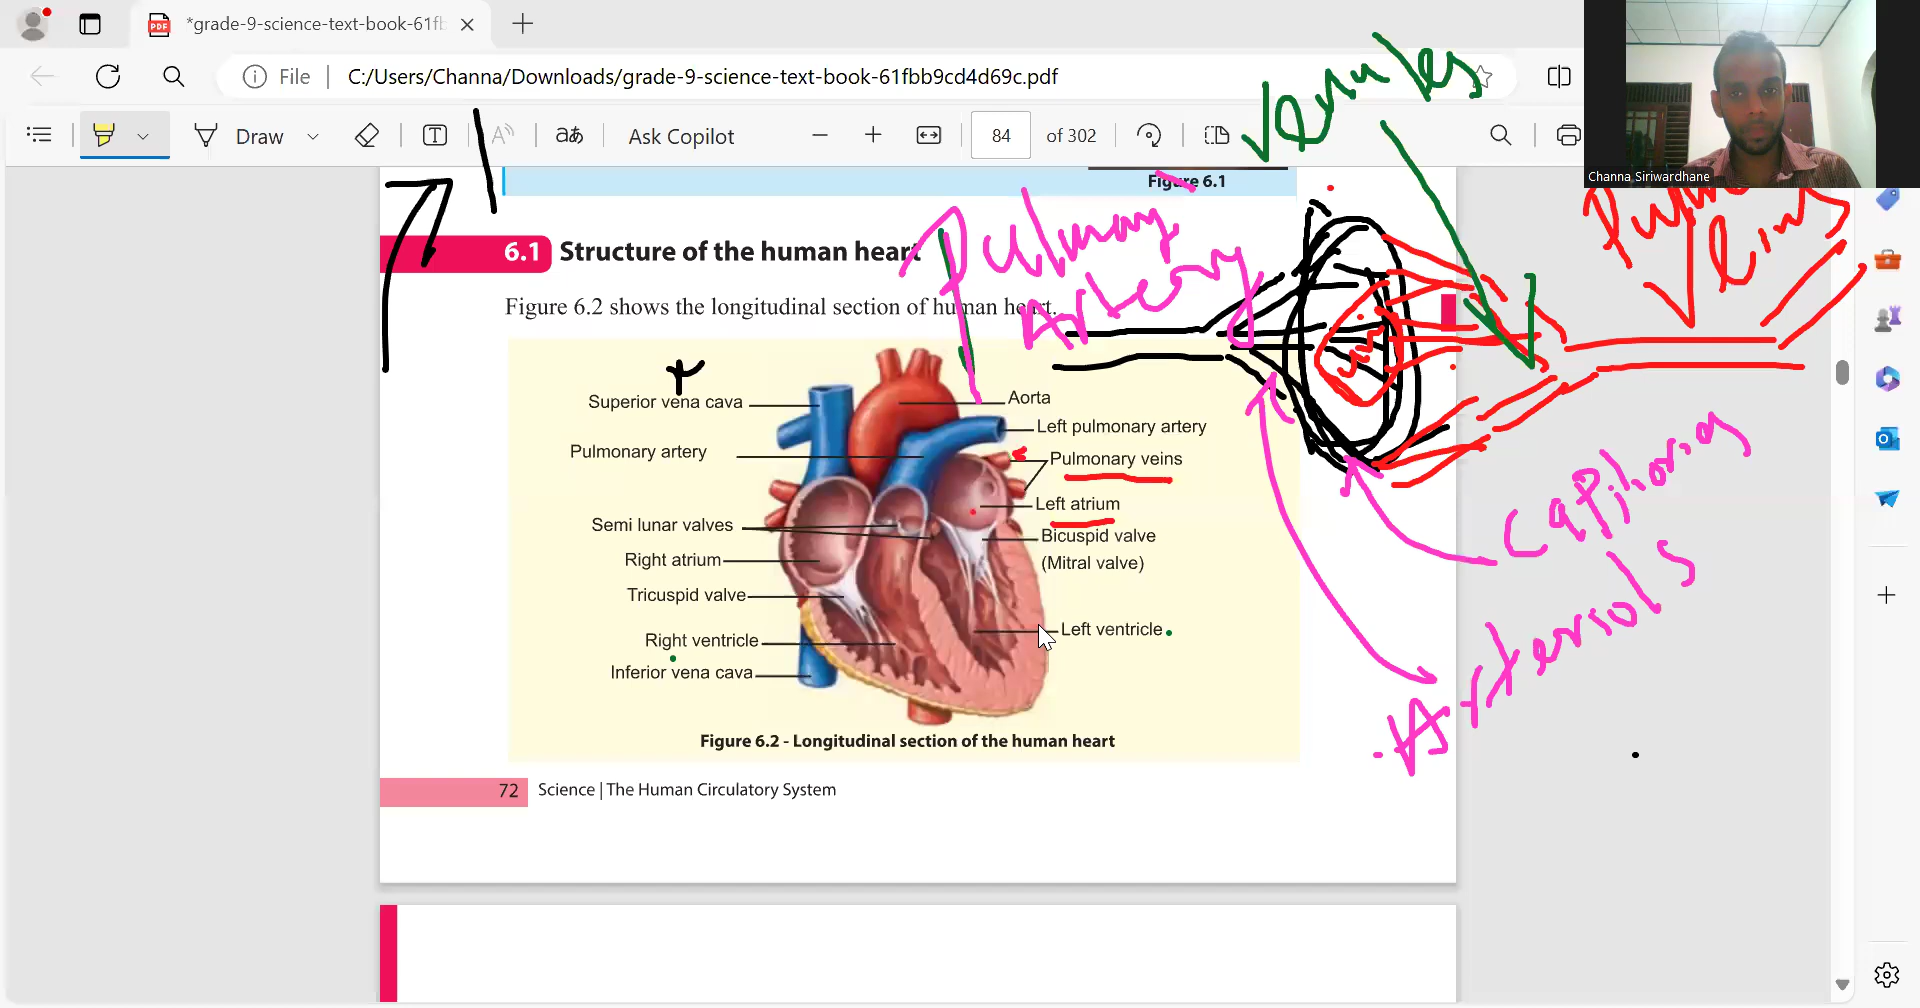 *grade-9-science-text-book-61fb
File
C:/Users/Channa/Downloads/grade-9-science-text-book-61fbb9cd4d69c.pdf
Draw
Ask Copilot
84
of 302
Channa Siriwardhane
Venules
Figure 6.1
Pulmonary
Artery
6.1 Structure of the human heart
Figure 6.2 shows the longitudinal section of human heart.
Superior vena cava
Pulmonary artery
Semi lunar valves
Right atrium
Tricuspid valve
Right ventricle
Inferior vena cava
Aorta
Left pulmonary artery
Pulmonary veins
Left atrium
Bicuspid valve
(Mitral valve)
Left ventricle
Figure 6.2 - Longitudinal section of the human heart
72 Science | The Human Circulatory System